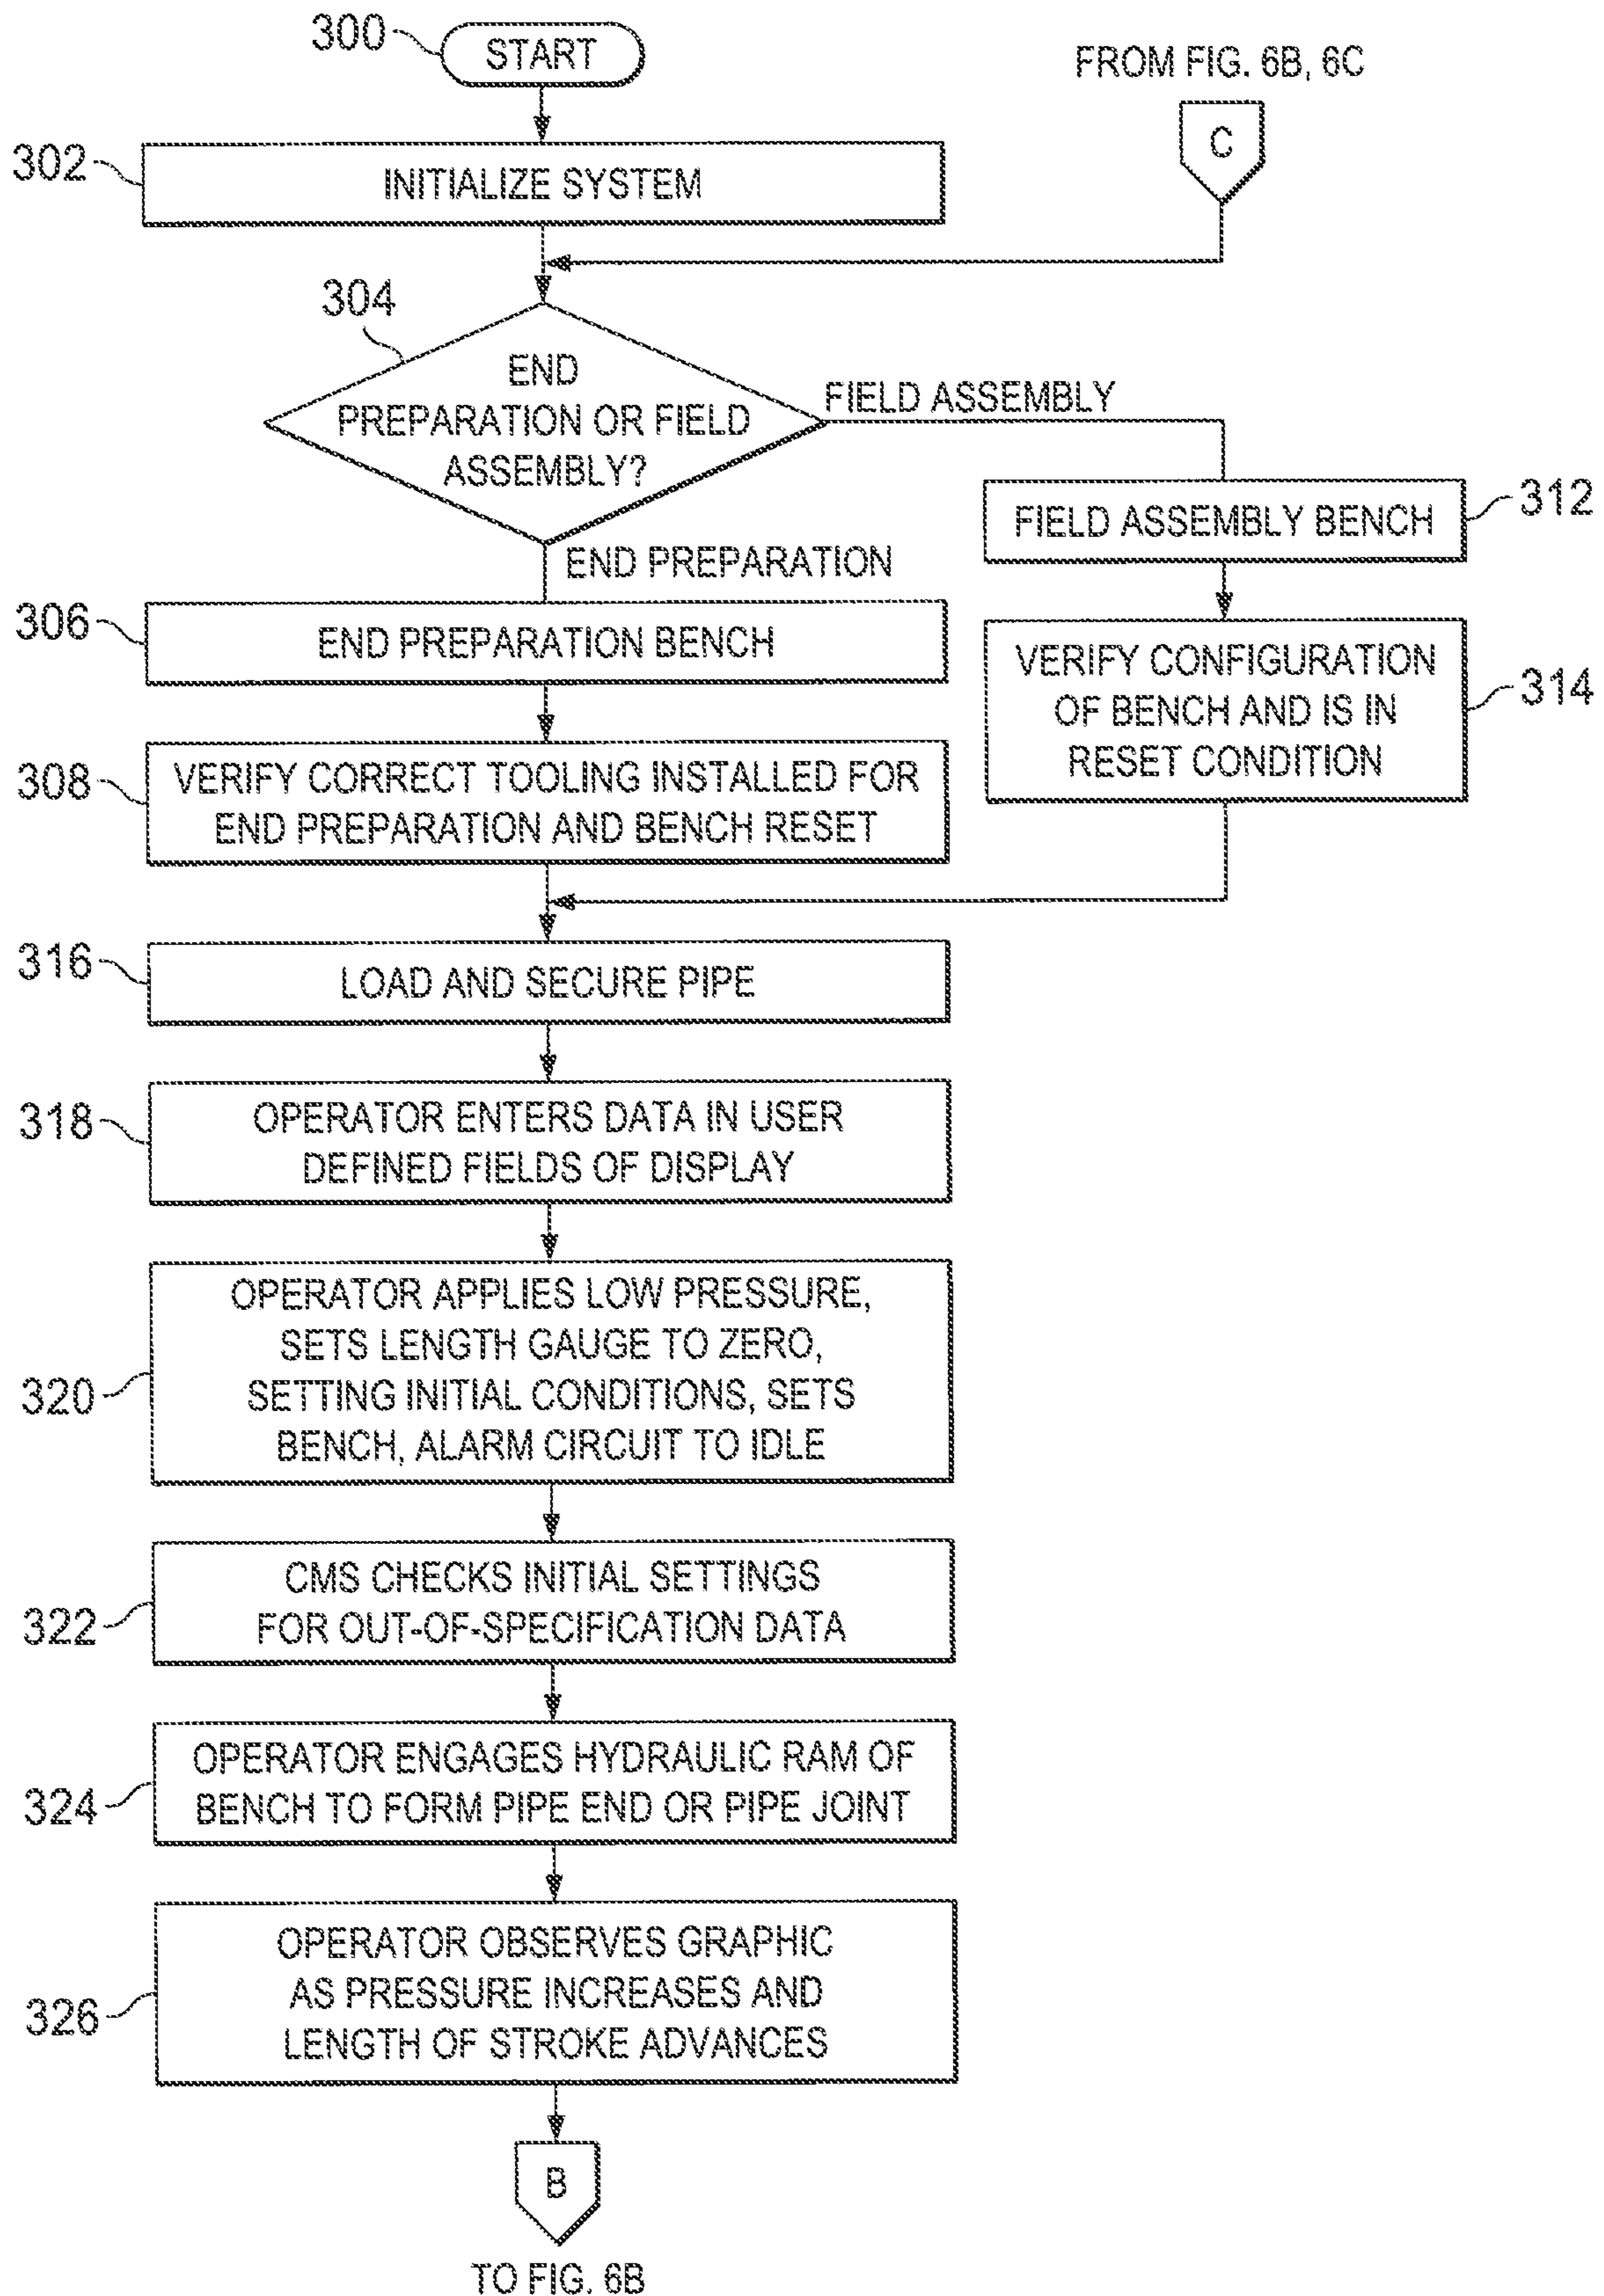 300
START
FROM FIG. 6B, 6C
C
302
INITIALIZE SYSTEM
304
END
PREPARATION OR FIELD
ASSEMBLY?
FIELD ASSEMBLY
END PREPARATION
312
FIELD ASSEMBLY BENCH
306
END PREPARATION BENCH
314
VERIFY CONFIGURATION
OF BENCH AND IS IN
RESET CONDITION
308
VERIFY CORRECT TOOLING INSTALLED FOR
END PREPARATION AND BENCH RESET
316
LOAD AND SECURE PIPE
318
OPERATOR ENTERS DATA IN USER
DEFINED FIELDS OF DISPLAY
320
OPERATOR APPLIES LOW PRESSURE,
SETS LENGTH GAUGE TO ZERO,
SETTING INITIAL CONDITIONS, SETS
BENCH, ALARM CIRCUIT TO IDLE
322
CMS CHECKS INITIAL SETTINGS
FOR OUT-OF-SPECIFICATION DATA
324
OPERATOR ENGAGES HYDRAULIC RAM OF
BENCH TO FORM PIPE END OR PIPE JOINT
326
OPERATOR OBSERVES GRAPHIC
AS PRESSURE INCREASES AND
LENGTH OF STROKE ADVANCES
B
TO FIG. 6B